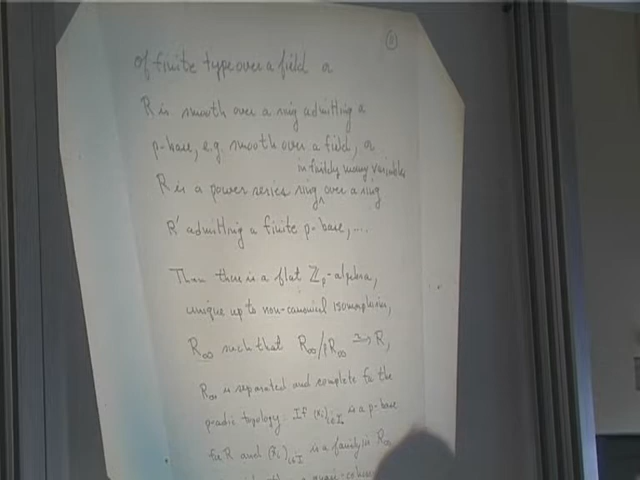 of finite type over a field or
R is smooth over a ring admitting a
p-base, e.g. smooth over a field, or
in finitely many variables
R is a power series ring over a ring
R' admitting a finite p-base, ...
Then there is a flat ℤ_p-algebra,
unique up to non-canonical isomorphism,
R_∞ such that R_∞/pR_∞ ⥲ R,
R_∞ is separated and complete for the
p-adic topology. If (x_i)_{i∈I} is a p-base
for R and (x̃_i)_{i∈I} is a family in R_∞